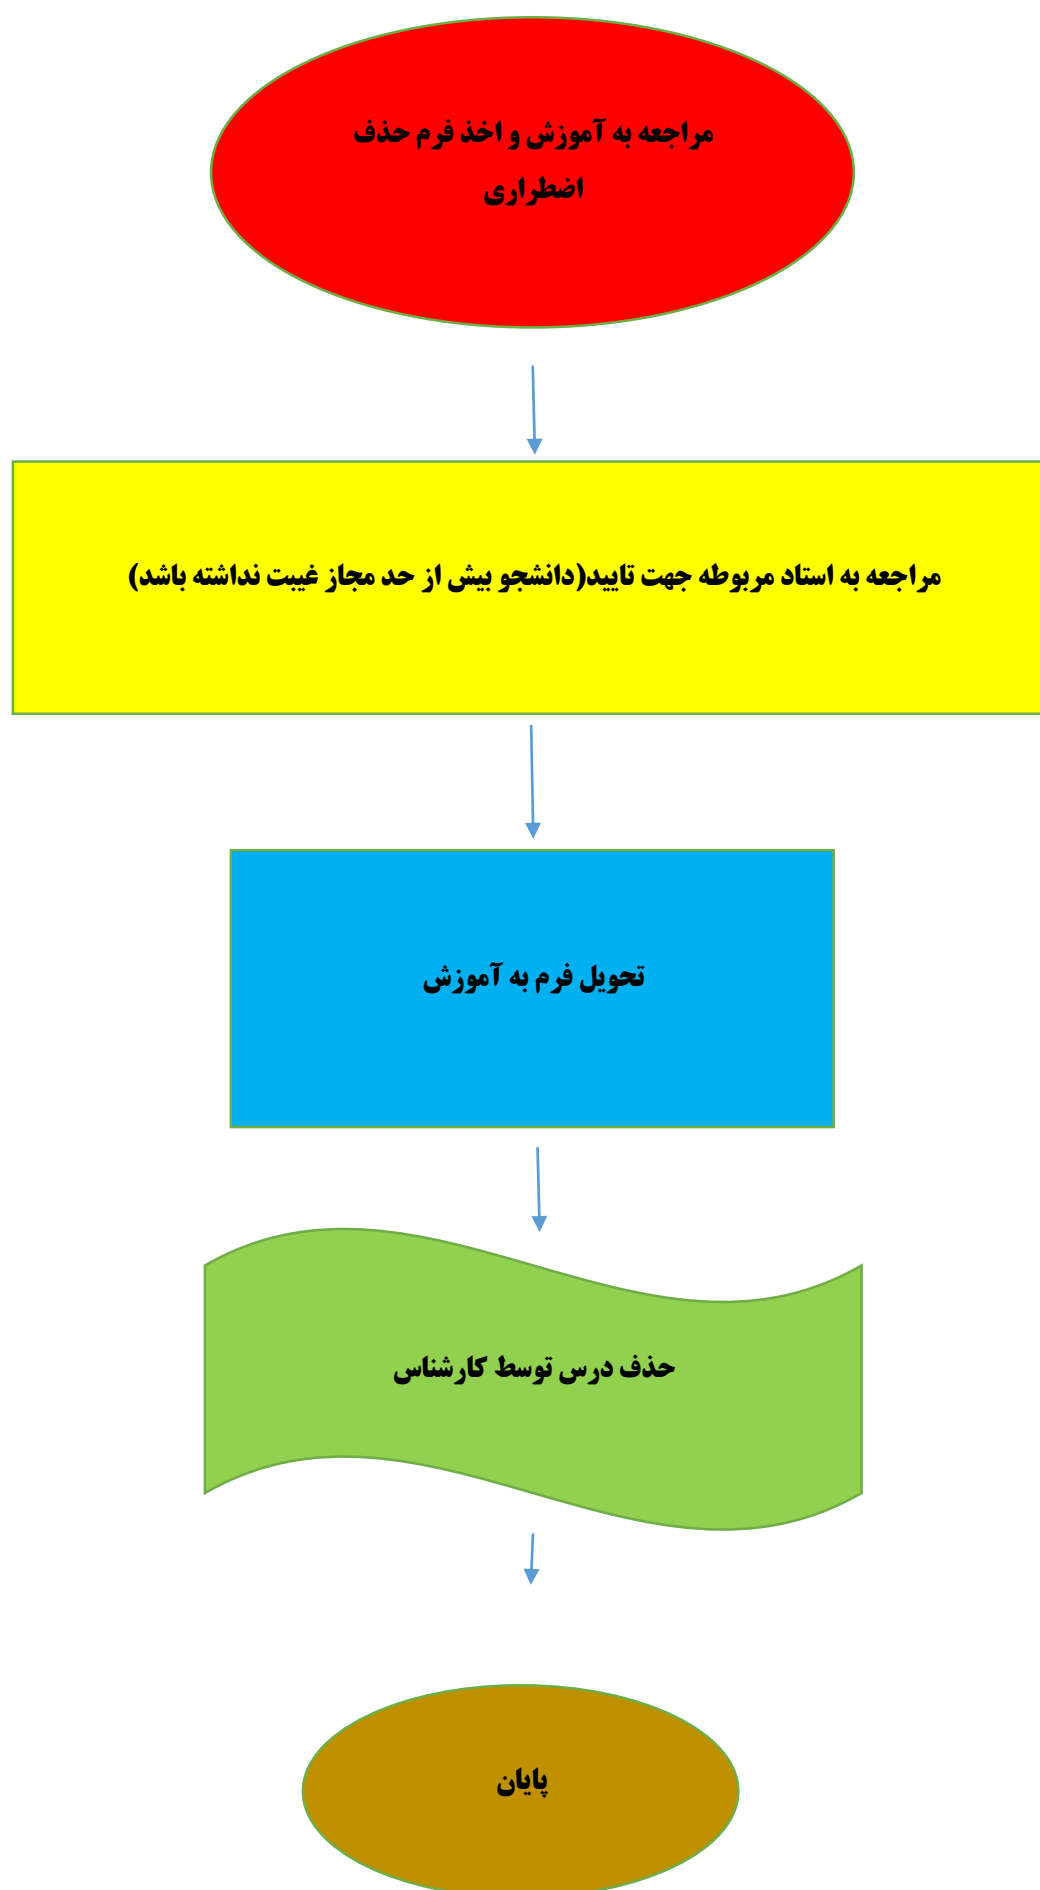 مراجعه به آموزش و اخذ فرم حذف
اضطراری
مراجعه به استاد مربوطه جهت تایید(دانشجو بیش از حد مجاز غیبت نداشته باشد)
تحویل فرم به آموزش
حذف درس توسط کارشناس
پایان